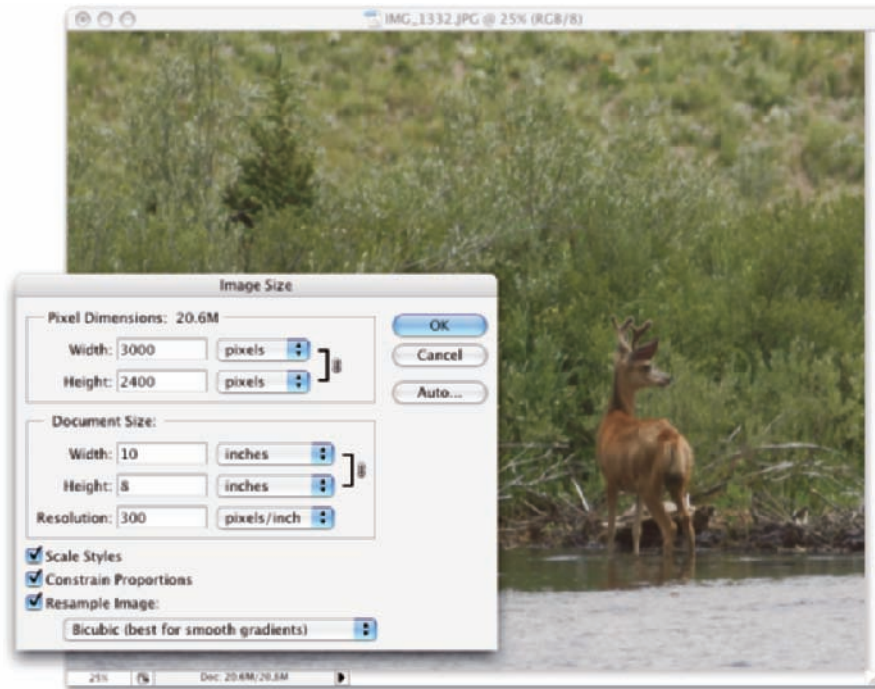 IMG_1332.JPG @ 25% (RGB/8)
Image Size
Pixel Dimensions: 20.6M
Width: 3000 pixels
Height: 2400 pixels
Document Size:
Width: 10 inches
Height: 8 inches
Resolution: 300 pixels/inch
Scale Styles
Constrain Proportions
Resample Image:
Bicubic (best for smooth gradients)
OK
Cancel
Auto...
25% Doc: 20.6M/20.6M